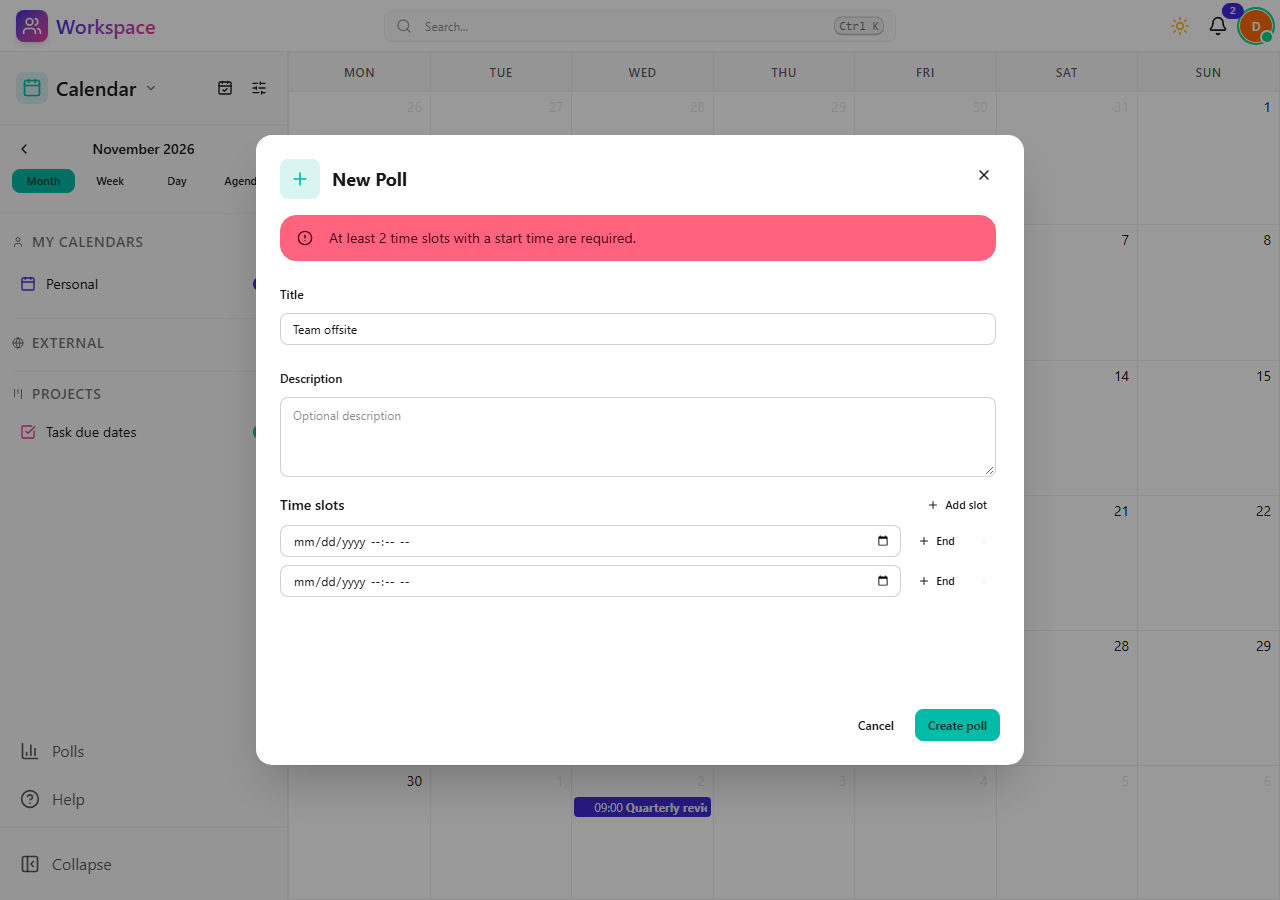 Workspace
Search...
Ctrl K
2
D
Calendar
MON TUE WED THU FRI SAT SUN
26 27 28 29 30 31 1
November 2026
Month Week Day Agend
New Poll
At least 2 time slots with a start time are required.
MY CALENDARS
7 8
Personal
Title
Team offsite
EXTERNAL
Description
14 15
PROJECTS
Optional description
Task due dates
Time slots
Add slot
21 22
mm/dd/yyyy --:-- --
End
mm/dd/yyyy --:-- --
End
28 29
Cancel
Create poll
Polls
30 1 2 3 4 5 6
Help
09:00 Quarterly revie
Collapse